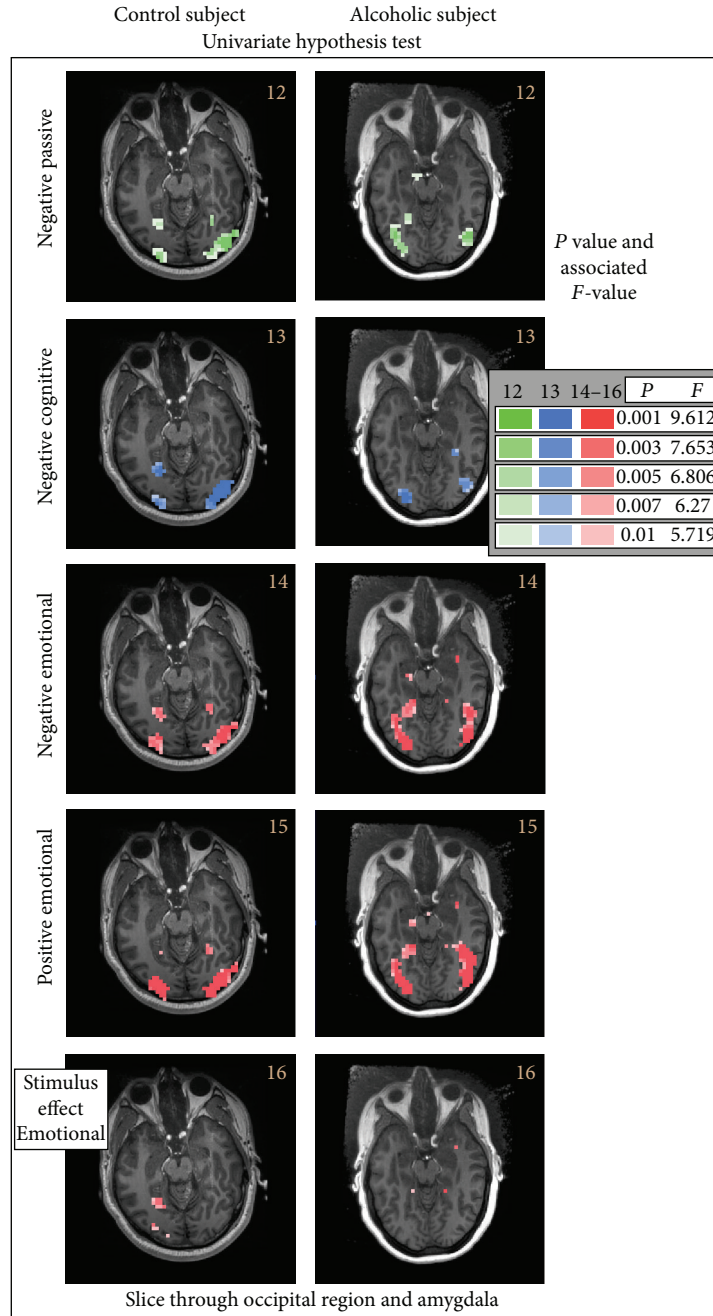 Control subject Alcoholic subject
Univariate hypothesis test
Negative passive
12 12
P value and
associated
F-value
Negative cognitive
13 13
12 13 14–16 P F
0.001 9.612
0.003 7.653
0.005 6.806
0.007 6.27
0.01 5.719
Negative emotional
14 14
Positive emotional
15 15
16 16
Stimulus
effect
Emotional
Slice through occipital region and amygdala